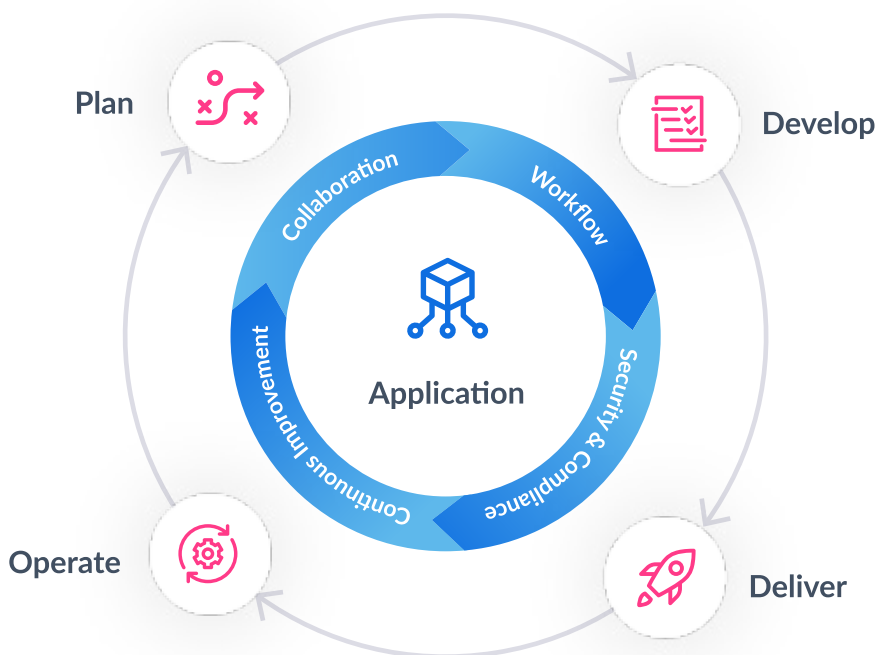 Plan
Develop
Collaboration
Workflow
Application
Security & Compliance
Continuous Improvement
Operate
Deliver